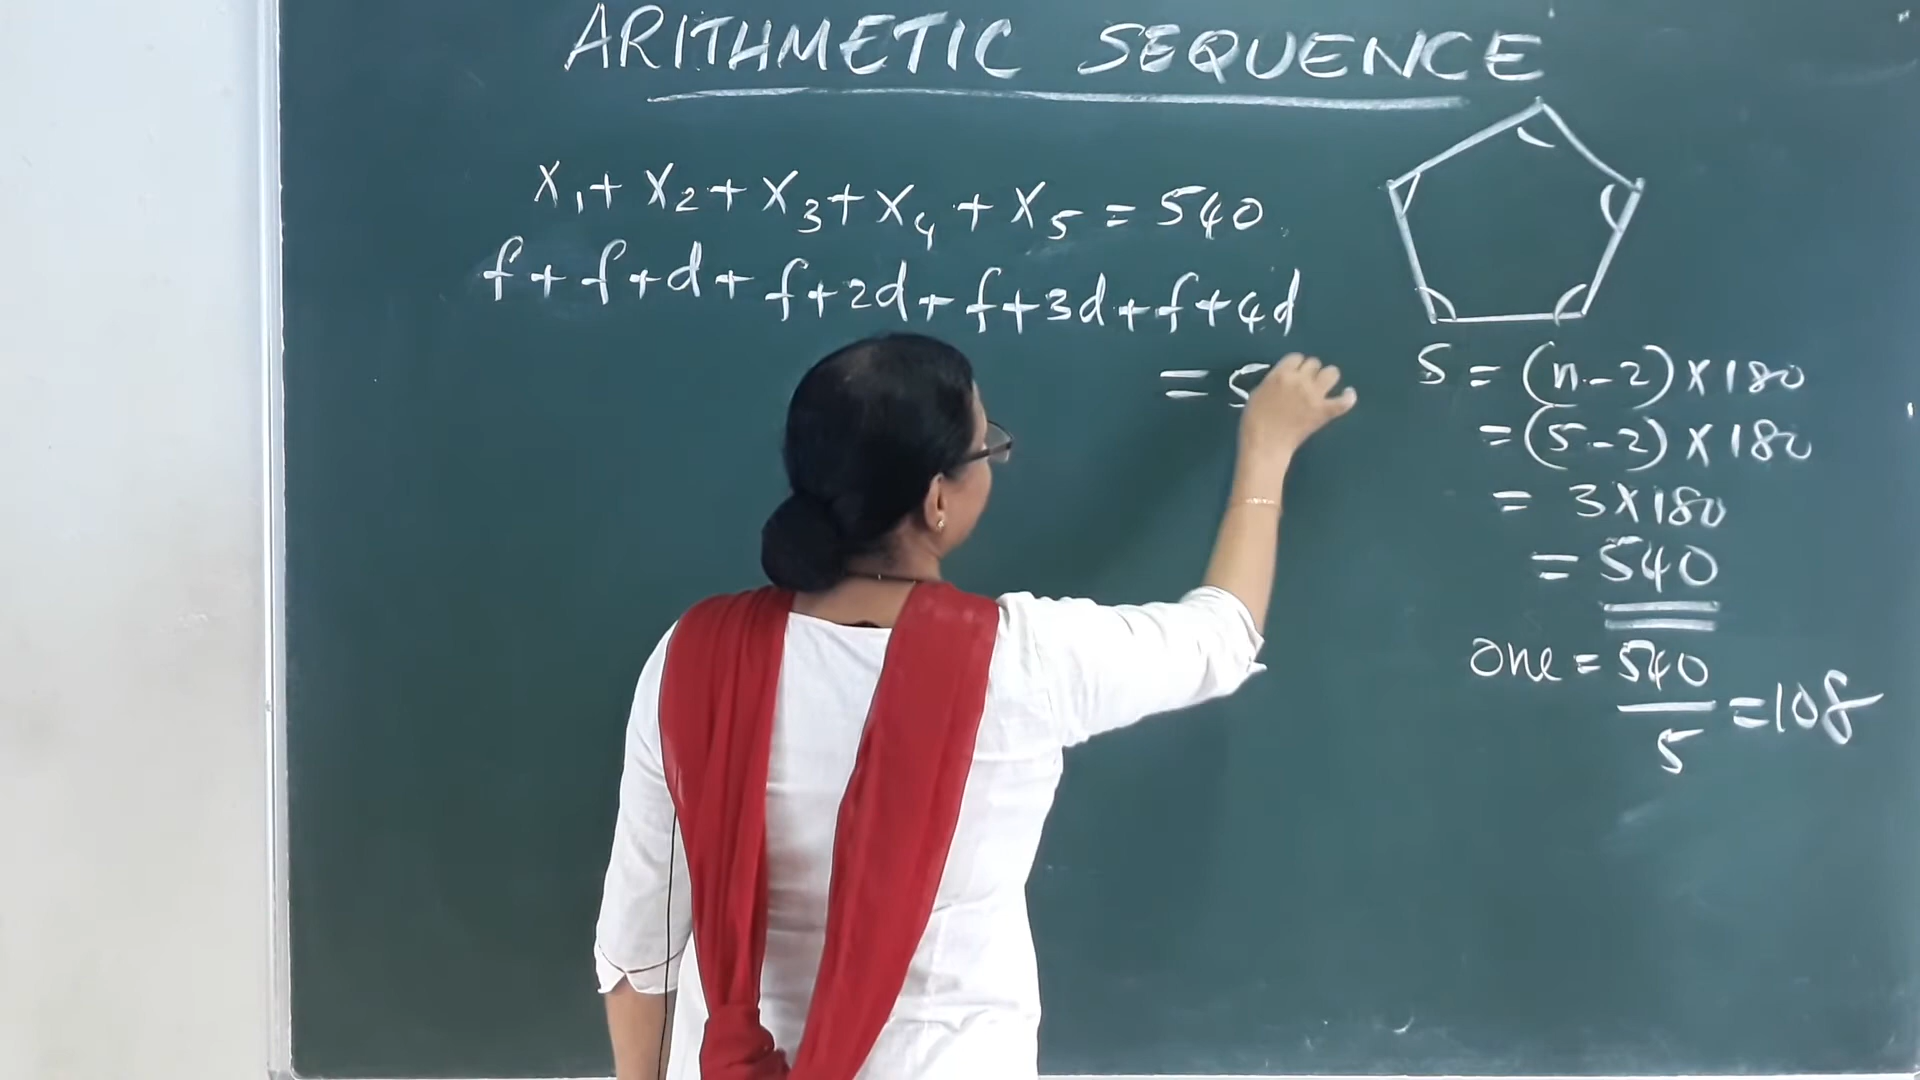 ARITHMETIC SEQUENCE
x₁ + x₂ + x₃ + x₄ + x₅ = 540
f + f + d + f + 2d + f + 3d + f + 4d
= 5
S = (n - 2) × 180
= (5 - 2) × 180
= 3 × 180
= 540
one = 540/5 = 108